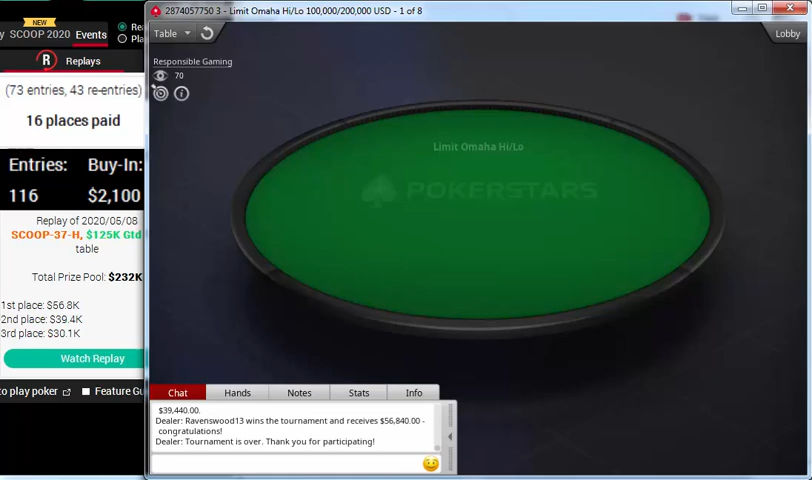 2874057750 3 - Limit Omaha Hi/Lo 100,000/200,000 USD - 1 of 8
NEW
y SCOOP 2020 Events Rea
Pla
R Replays
(73 entries, 43 re-entries)
16 places paid
Entries: Buy-In:
116 $2,100
Replay of 2020/05/08
SCOOP-37-H, $125K Gtd
table
Total Prize Pool: $232K
1st place: $56.8K
2nd place: $39.4K
3rd place: $30.1K
Watch Replay
to play poker Feature Gu
Table
Lobby
Responsible Gaming
70
Limit Omaha Hi/Lo
POKERSTARS
Chat Hands Notes Stats Info
$39,440.00.
Dealer: Ravenswood13 wins the tournament and receives $56,840.00 -
congratulations!
Dealer: Tournament is over. Thank you for participating!